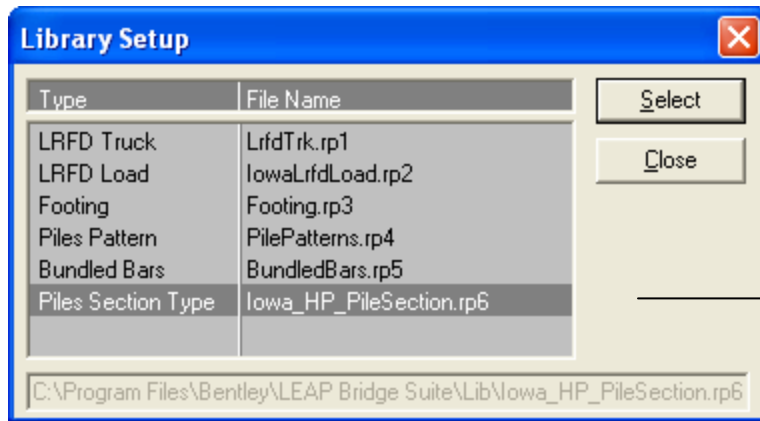 Library Setup
Type File Name
Select
LRFD Truck LrfdTrk.rp1
LRFD Load IowaLrfdLoad.rp2
Close
Footing Footing.rp3
Piles Pattern PilePatterns.rp4
Bundled Bars BundledBars.rp5
Piles Section Type Iowa_HP_PileSection.rp6
C:\Program Files\Bentley\LEAP Bridge Suite\Lib\Iowa_HP_PileSection.rp6